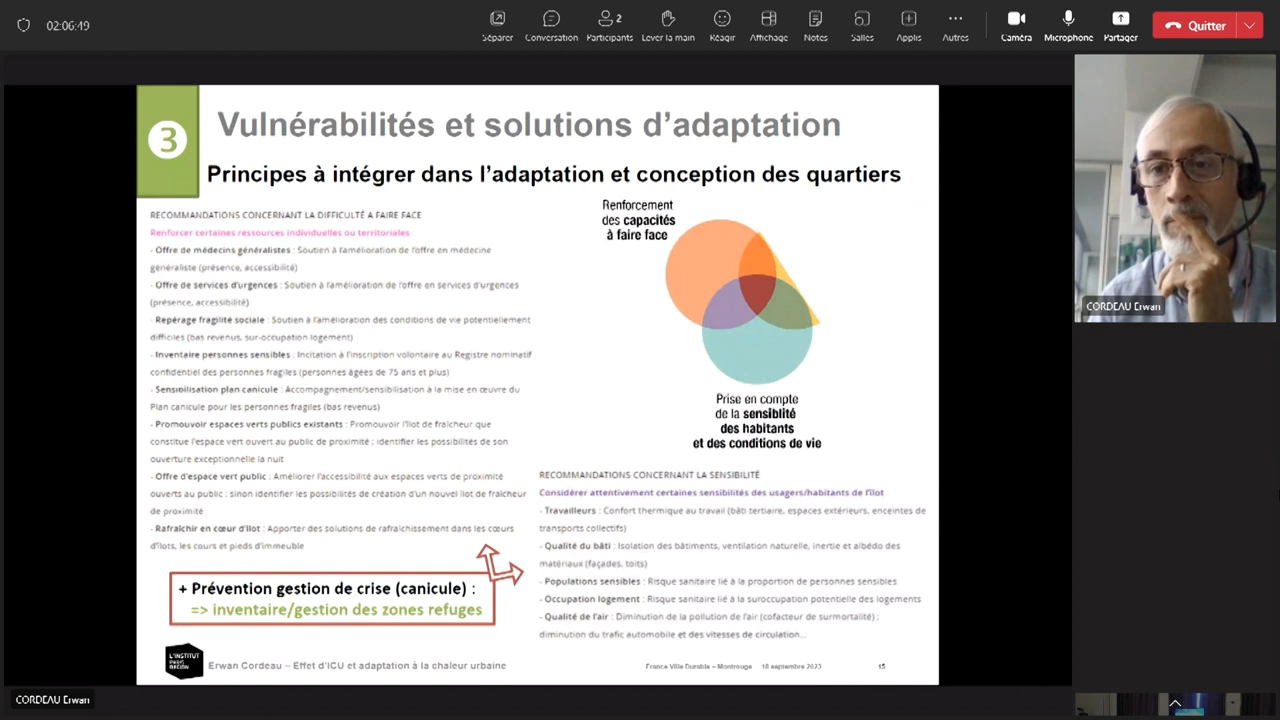 02:06:49
Séparer
Conversation
2
Participants
Lever la main
Réagir
Affichage
Notes
Salles
Applis
Autres
Caméra
Microphone
Partager
Quitter
3
Vulnérabilités et solutions d’adaptation
Principes à intégrer dans l’adaptation et conception des quartiers
RECOMMANDATIONS CONCERNANT LA DIFFICULTÉ A FAIRE FACE
Renforcer certaines ressources individuelles ou territoriales
- Offre de médecins généralistes : Soutien à l'amélioration de l'offre en médecine
généraliste (présence, accessibilité)
- Offre de services d'urgences : Soutien à l'amélioration de l'offre en services d'urgences
(présence, accessibilité)
- Repérage fragilité sociale : Soutien à l'amélioration des conditions de vie potentiellement
difficiles (bas revenus, sur-occupation logement)
- Inventaire personnes sensibles : Incitation à l'inscription volontaire au Registre nominatif
confidentiel des personnes fragiles (personnes âgées de 75 ans et plus)
- Sensibilisation plan canicule : Accompagnement/sensibilisation à la mise en œuvre du
Plan canicule pour les personnes fragiles (bas revenus)
- Promouvoir espaces verts publics existants : Promouvoir l'îlot de fraîcheur que
constitue l'espace vert ouvert au public de proximité ; identifier les possibilités de son
ouverture exceptionnelle la nuit
- Offre d'espace vert public : Améliorer l'accessibilité aux espaces verts de proximité
ouverts au public ; sinon identifier les possibilités de création d'un nouvel îlot de fraîcheur
de proximité
- Rafraîchir en cœur d'îlot : Apporter des solutions de rafraîchissement dans les cœurs
d'îlots, les cours et pieds d'immeuble
+ Prévention gestion de crise (canicule) :
=> inventaire/gestion des zones refuges
Renforcement
des capacités
à faire face
Prise en compte
de la sensiblité
des habitants
et des conditions de vie
RECOMMANDATIONS CONCERNANT LA SENSIBILITÉ
Considérer attentivement certaines sensibilités des usagers/habitants de l'îlot
- Travailleurs : Confort thermique au travail (bâti tertiaire, espaces extérieurs, enceintes de
transports collectifs)
- Qualité du bâti : Isolation des bâtiments, ventilation naturelle, inertie et albédo des
matériaux (façades, toits)
- Populations sensibles : Risque sanitaire lié à la proportion de personnes sensibles
- Occupation logement : Risque sanitaire lié à la suroccupation potentielle des logements
- Qualité de l'air : Diminution de la pollution de l'air (cofacteur de surmortalité) ;
diminution du trafic automobile et des vitesses de circulation...
L'INSTITUT
PARIS
REGION
Erwan Cordeau – Effet d'ICU et adaptation à la chaleur urbaine
France Ville Durable – Montrouge
18 septembre 2023
15
CORDEAU Erwan
CORDEAU Erwan